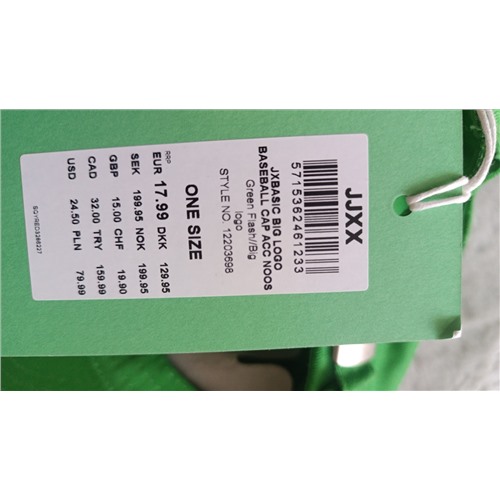 JJXX
5715362461233
JXBASIC BIG LOGO
BASEBALL CAP ACC NOOS
Green Flash//Big
logo
STYLE NO. 12203698
ONE SIZE
RRP
EUR 17.99 DKK 129.95
SEK 199.95 NOK 199.95
GBP 15.00 CHF 19.90
CAD 32.00 TRY 159.99
USD 24.50 PLN 79.99